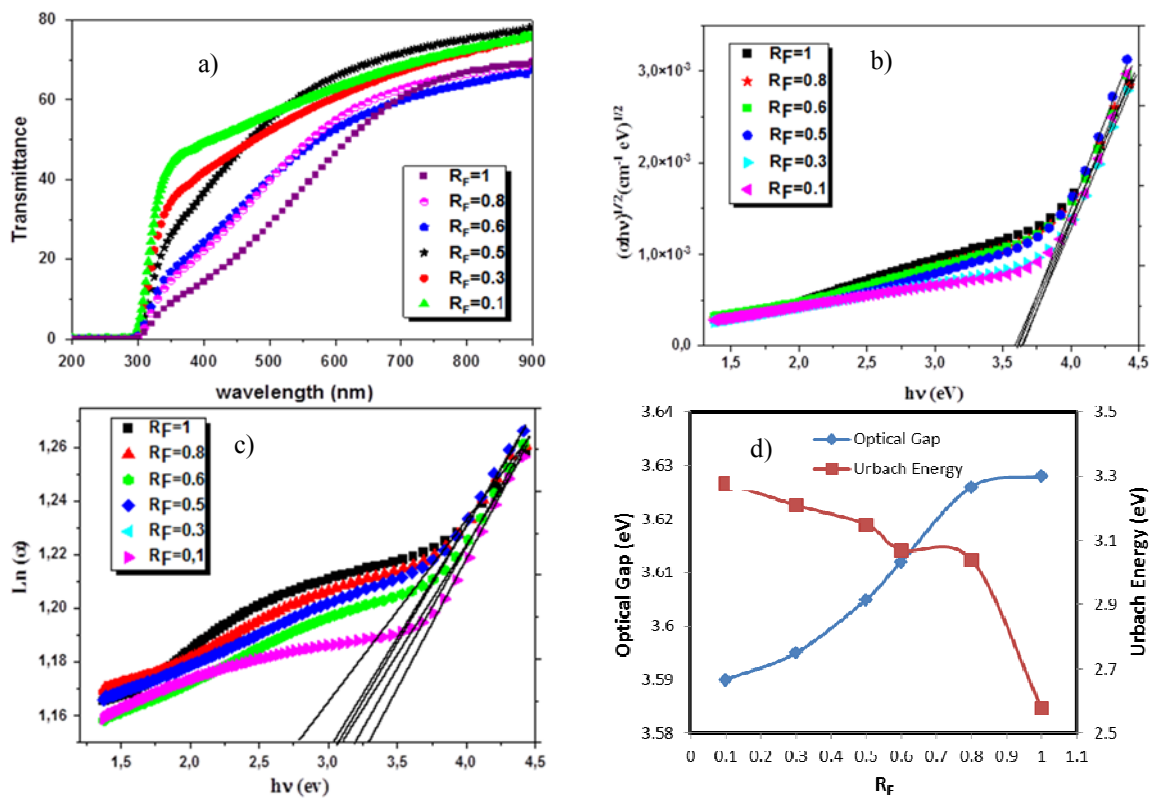 a)
Transmittance
80
60
40
20
0
200 300 400 500 600 700 800 900
wavelength (nm)
RF=1
RF=0.8
RF=0.6
RF=0.5
RF=0.3
RF=0.1
b)
(αhν)1/2(cm-1 eV)1/2
3,0×10-3
2,0×10-3
1,0×10-3
0,0
1,5 2,0 2,5 3,0 3,5 4,0 4,5
hν (eV)
RF=1
RF=0.8
RF=0.6
RF=0.5
RF=0.3
RF=0.1
c)
Ln (α)
1,26
1,24
1,22
1,20
1,18
1,16
1,5 2,0 2,5 3,0 3,5 4,0 4,5
hν (ev)
RF=1
RF=0.8
RF=0.6
RF=0.5
RF=0.3
RF=0,1
d)
Optical Gap
Urbach Energy
Optical Gap (eV)
3.64
3.63
3.62
3.61
3.6
3.59
3.58
0 0.1 0.2 0.3 0.4 0.5 0.6 0.7 0.8 0.9 1 1.1
RF
3.5
3.3
3.1
2.9
2.7
2.5
Urbach Energy (eV)